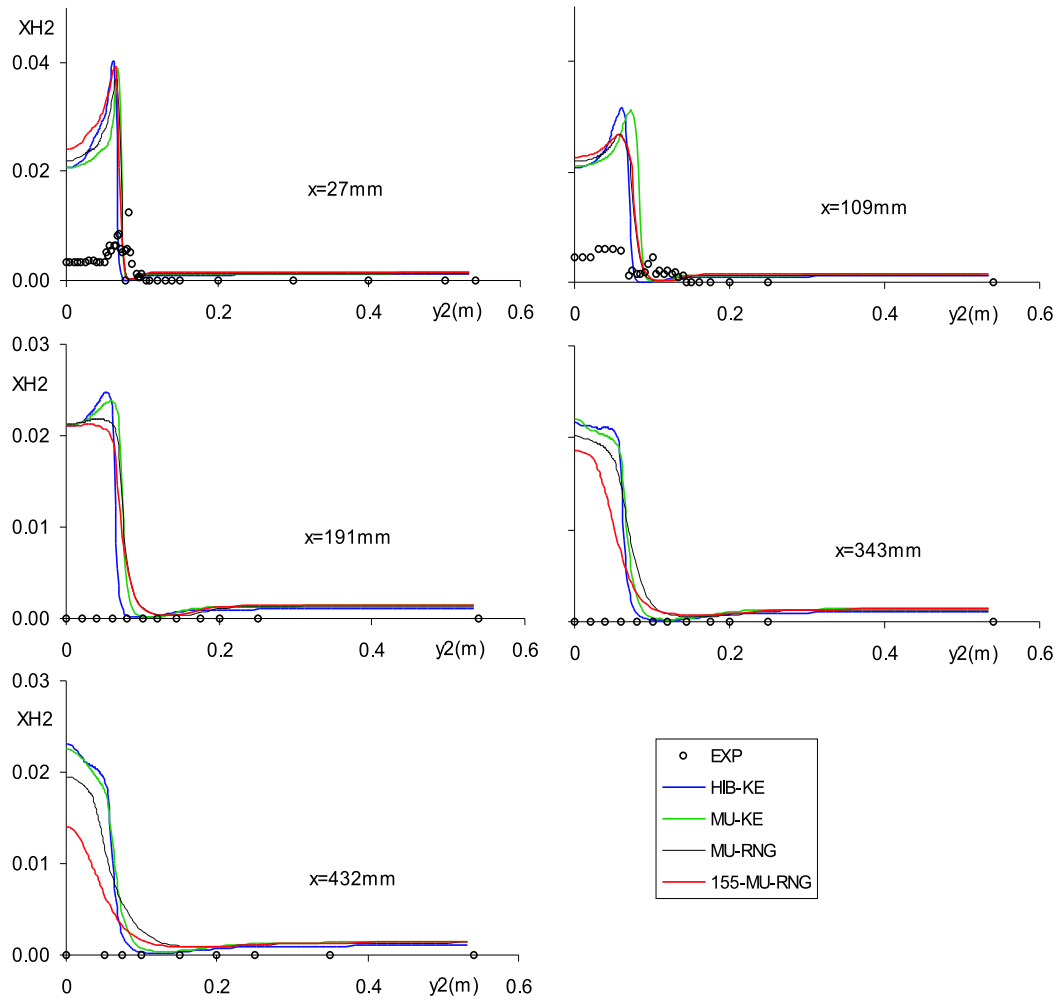 XH2
0.04
0.02
0.00
x=27mm
x=109mm
0 0.2 0.4 y2(m) 0.6
0 0.2 0.4 y2(m) 0.6
0.03
XH2
0.02
0.01
0.00
x=191mm
x=343mm
0 0.2 0.4 y2(m) 0.6
0 0.2 0.4 y2(m) 0.6
0.03
XH2
0.02
0.01
0.00
x=432mm
0 0.2 0.4 y2(m) 0.6
EXP
HIB-KE
MU-KE
MU-RNG
155-MU-RNG